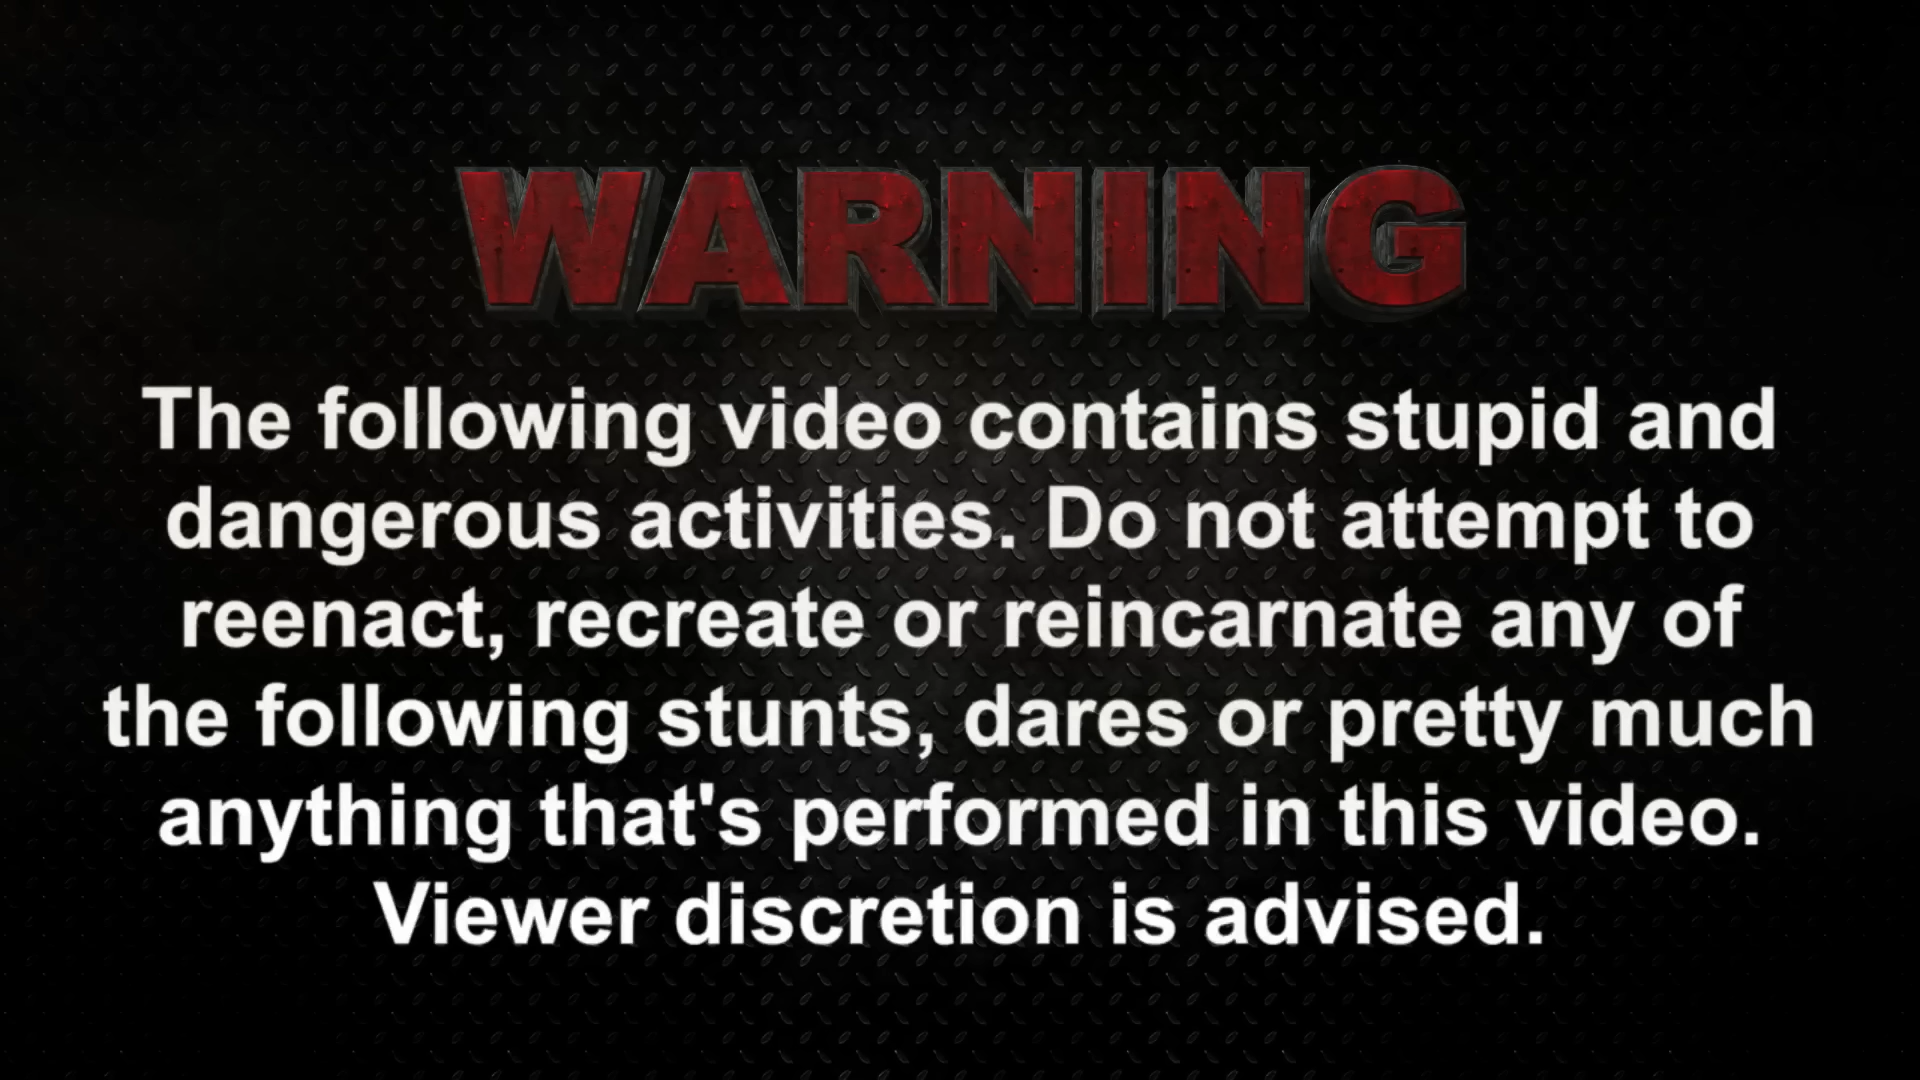 WARNING
The following video contains stupid and
dangerous activities. Do not attempt to
reenact, recreate or reincarnate any of
the following stunts, dares or pretty much
anything that's performed in this video.
Viewer discretion is advised.